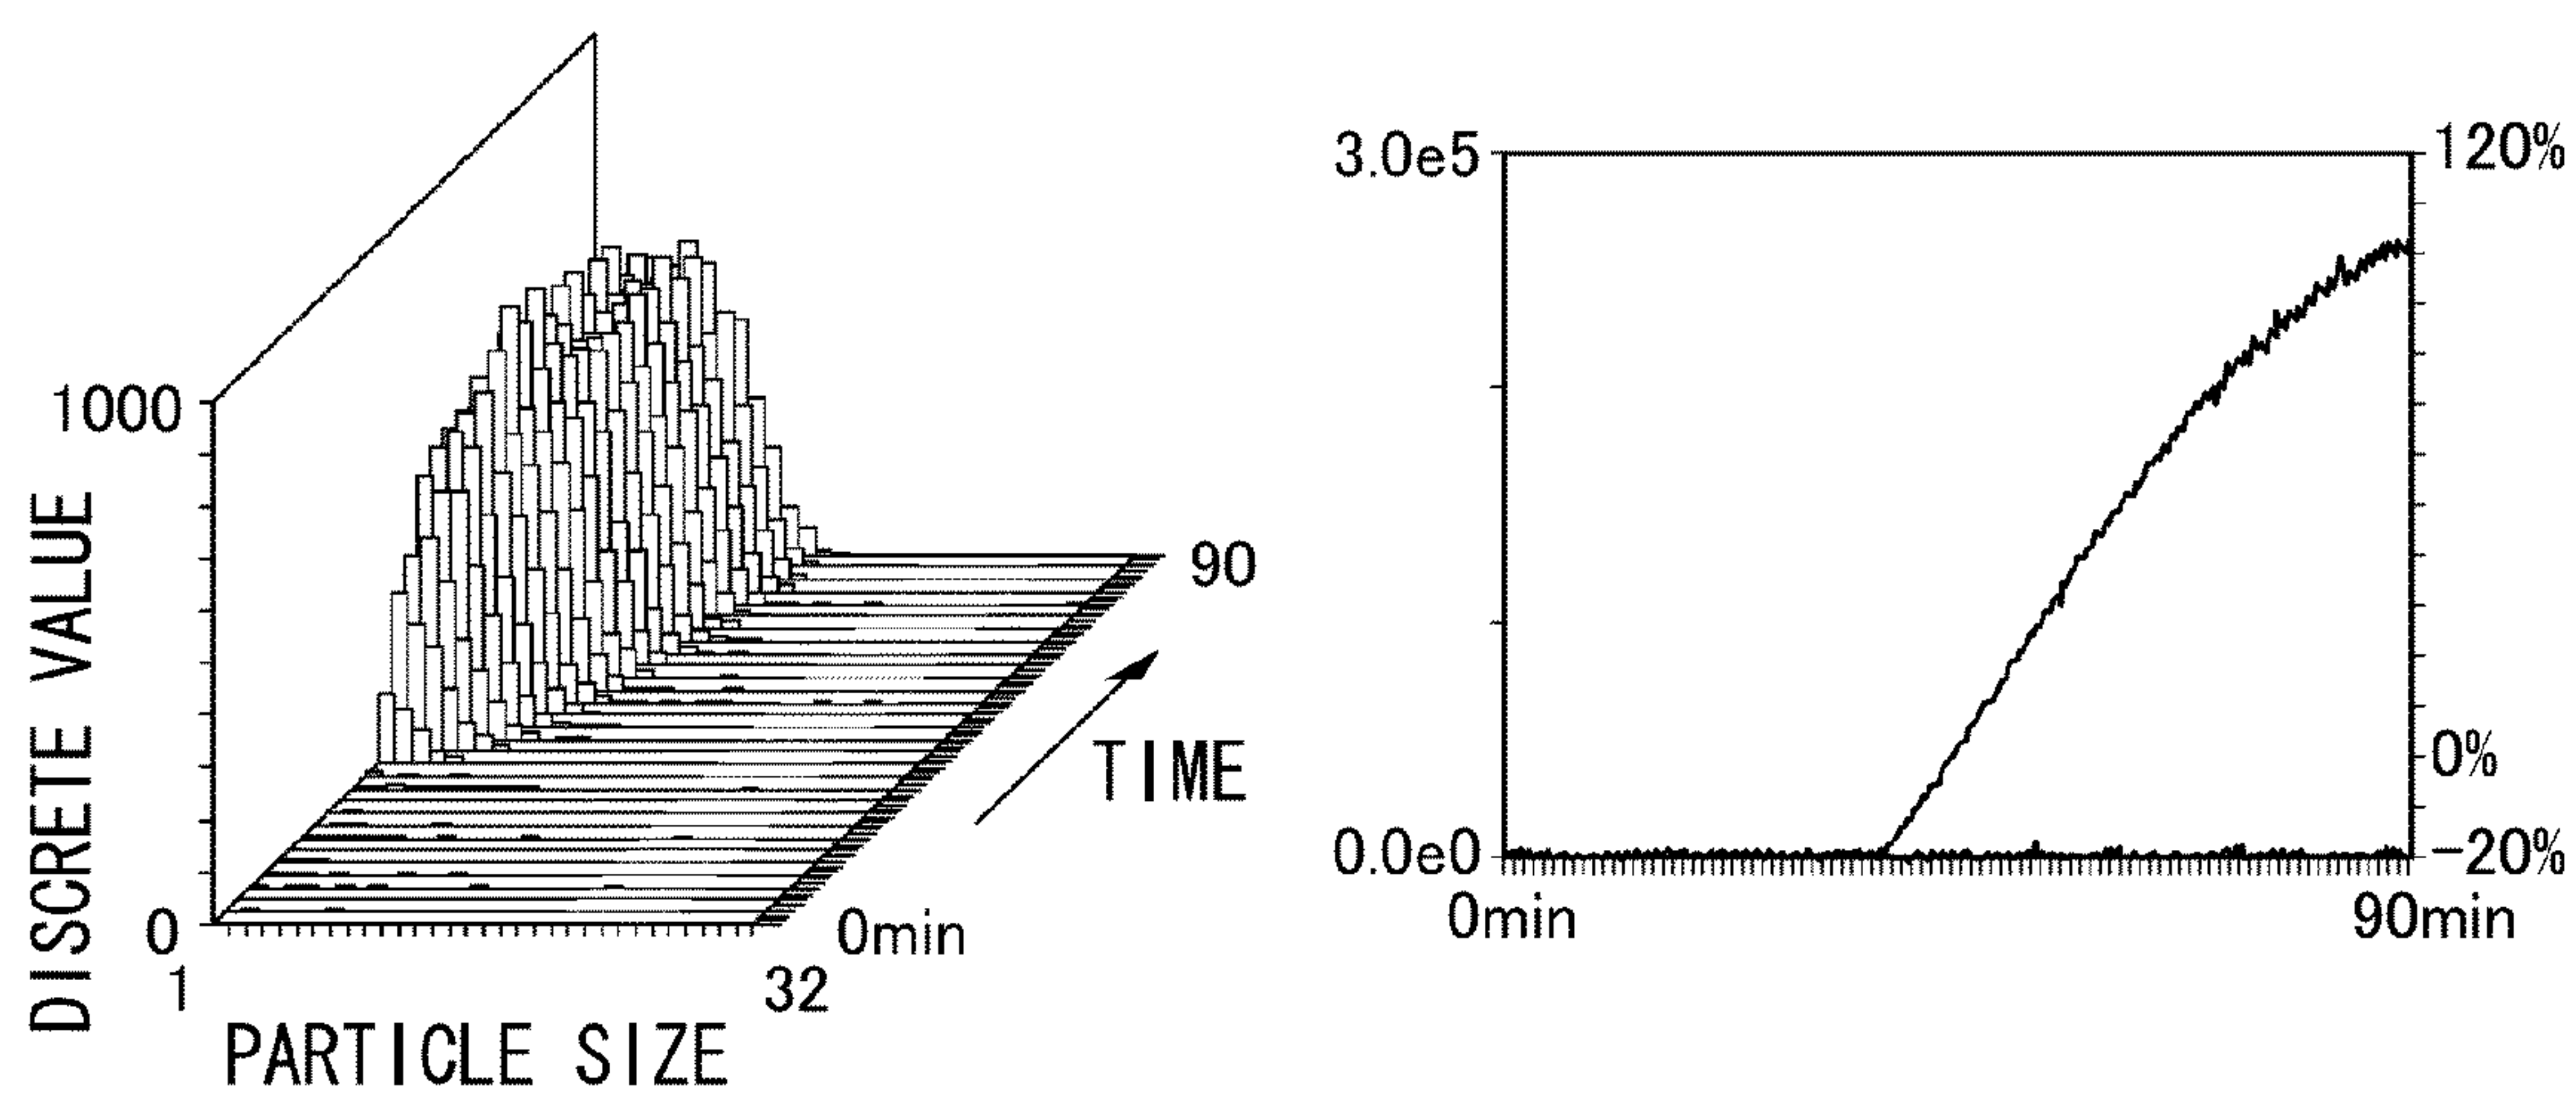 1000
0
DISCRETE VALUE
1
32
PARTICLE SIZE
0min
90
TIME
3.0e5
0.0e0
0min
90min
120%
0%
-20%